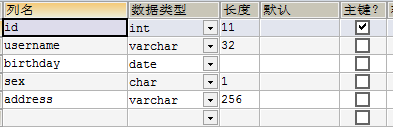 列名 数据类型 长度 默认 主键?
id int 11
username varchar 32
birthday date
sex char 1
address varchar 256